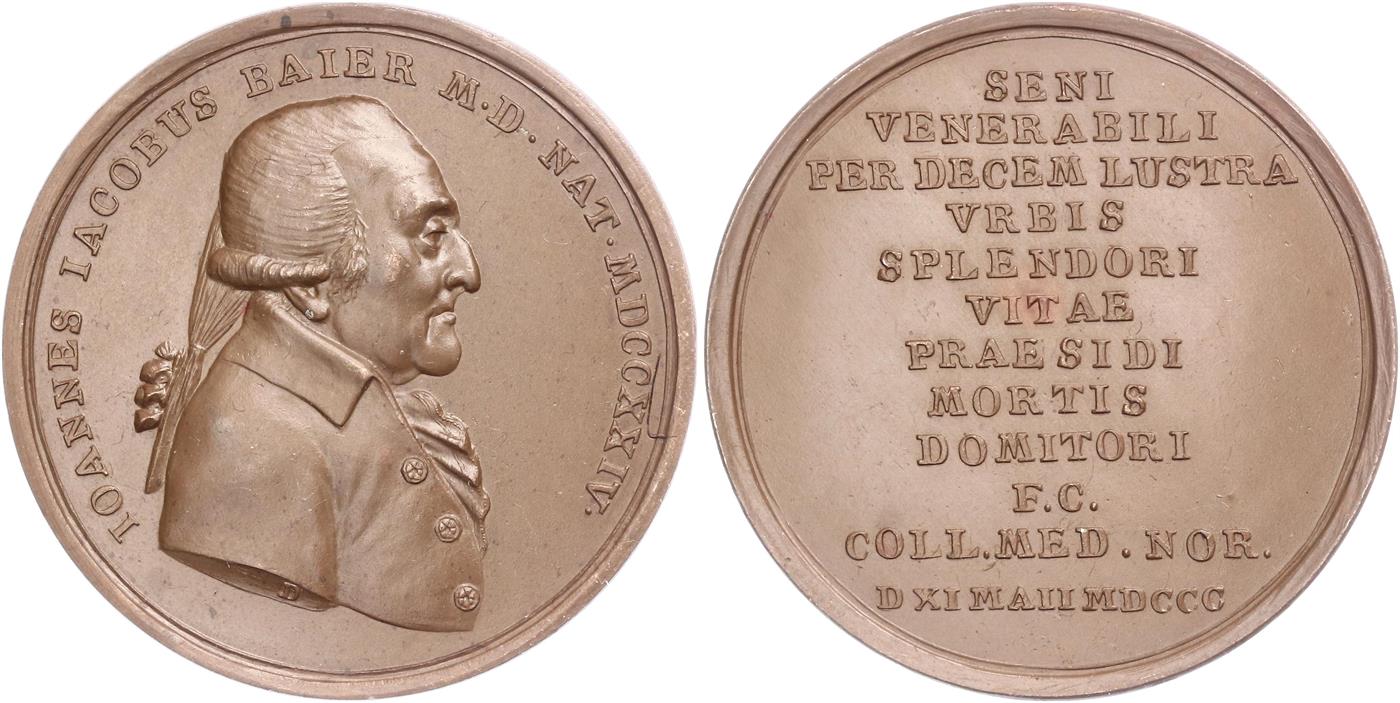 IOANNES IACOBUS BAIER M·D·NAT·MDCCXXIV·
D
SENI
VENERABILI
PER DECEM LUSTRA
VRBIS
SPLENDORI
VITAE
PRAESIDI
MORTIS
DOMITORI
F.C.
COLL.MED.NOR.
D XI MAII MDCCC